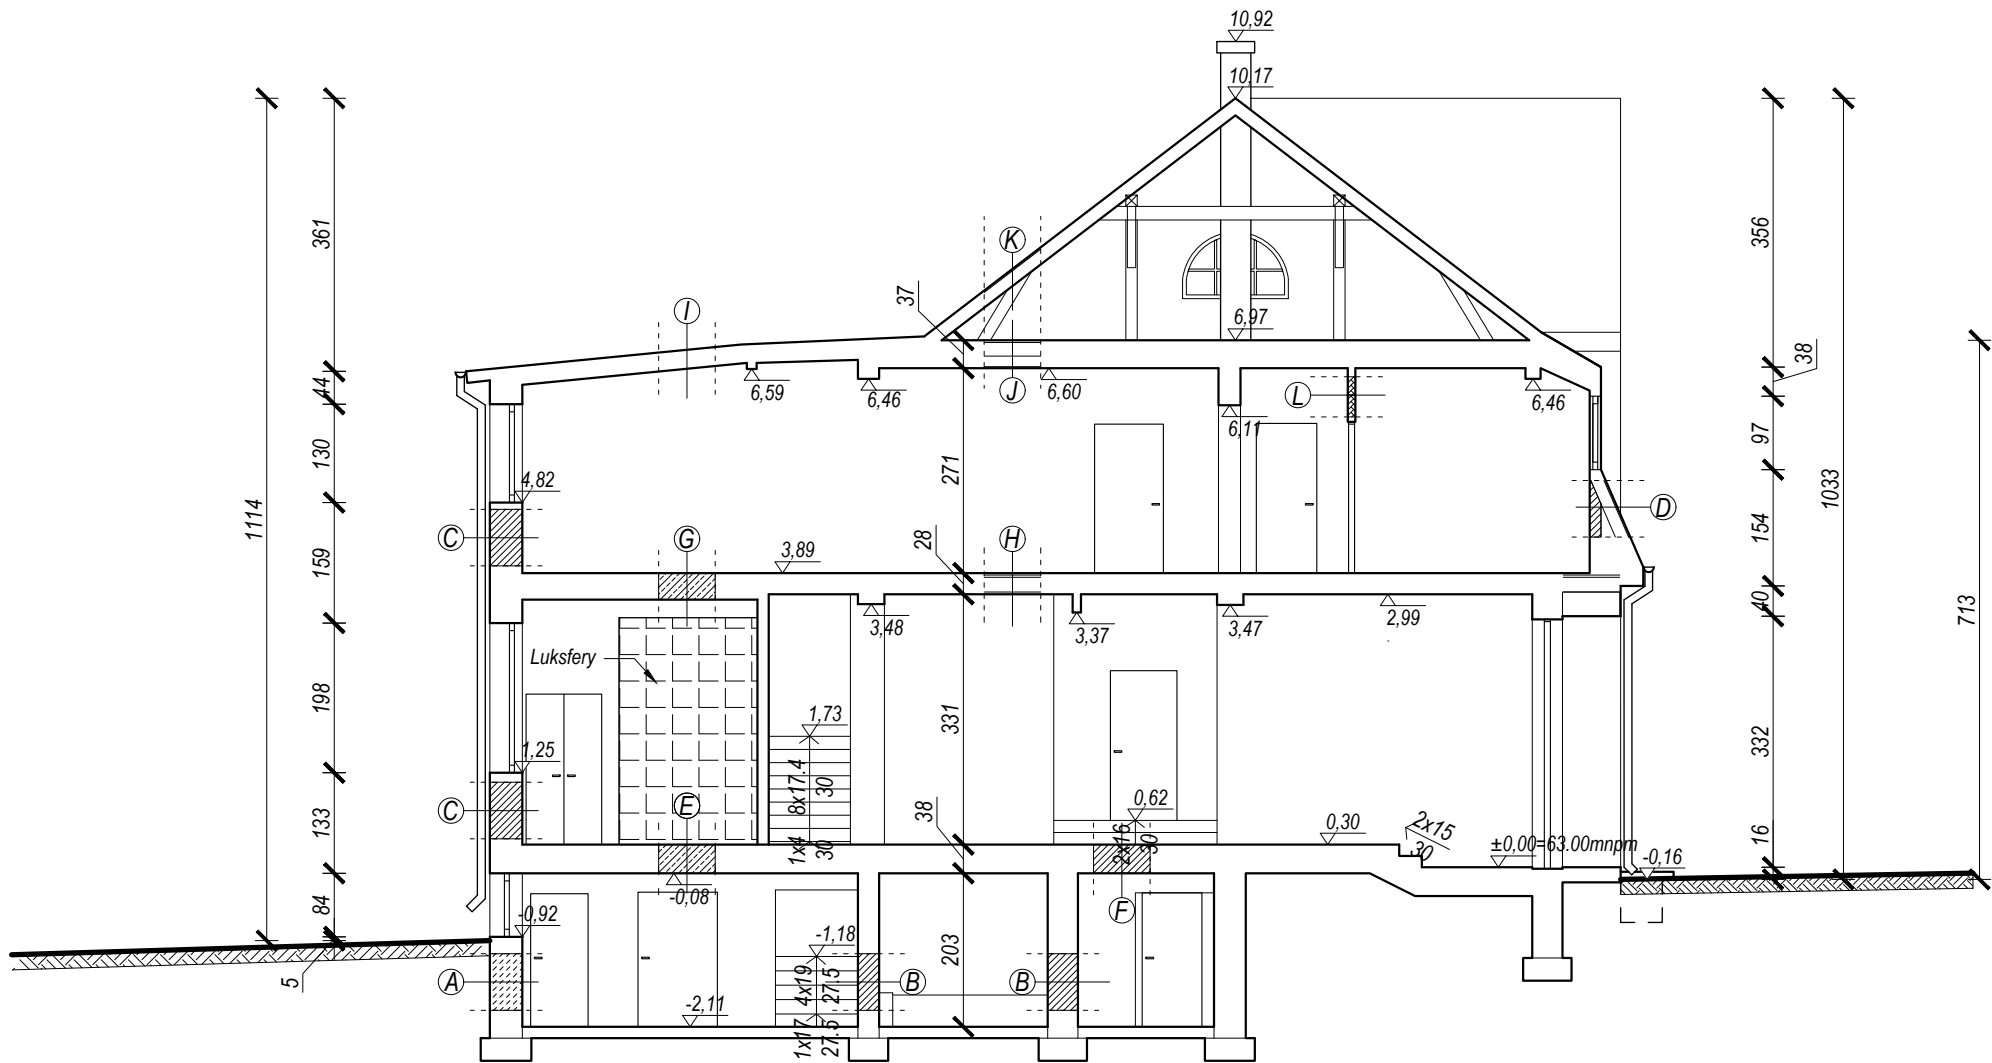 10,92
10,17
361
356
K
37
I
6,97
1114
1033
38
44
6,59
6,46
J
6,60
L
6,46
6,11
130
97
271
4,82
C
159
G
3,89
28
H
D
154
40
713
3,48
3,37
3,47
2,99
Luksfery
198
331
332
1,73
1,25
8x17.4
30
C
133
E
38
0,62
2x16
30
0,30
2x15
30
±0,00=63.00mnpm
16
-0,16
1x4
30
-0,08
84
-0,92
F
-1,18
203
5
A
4x19
27.5
B
B
-2,11
1x17
27.5